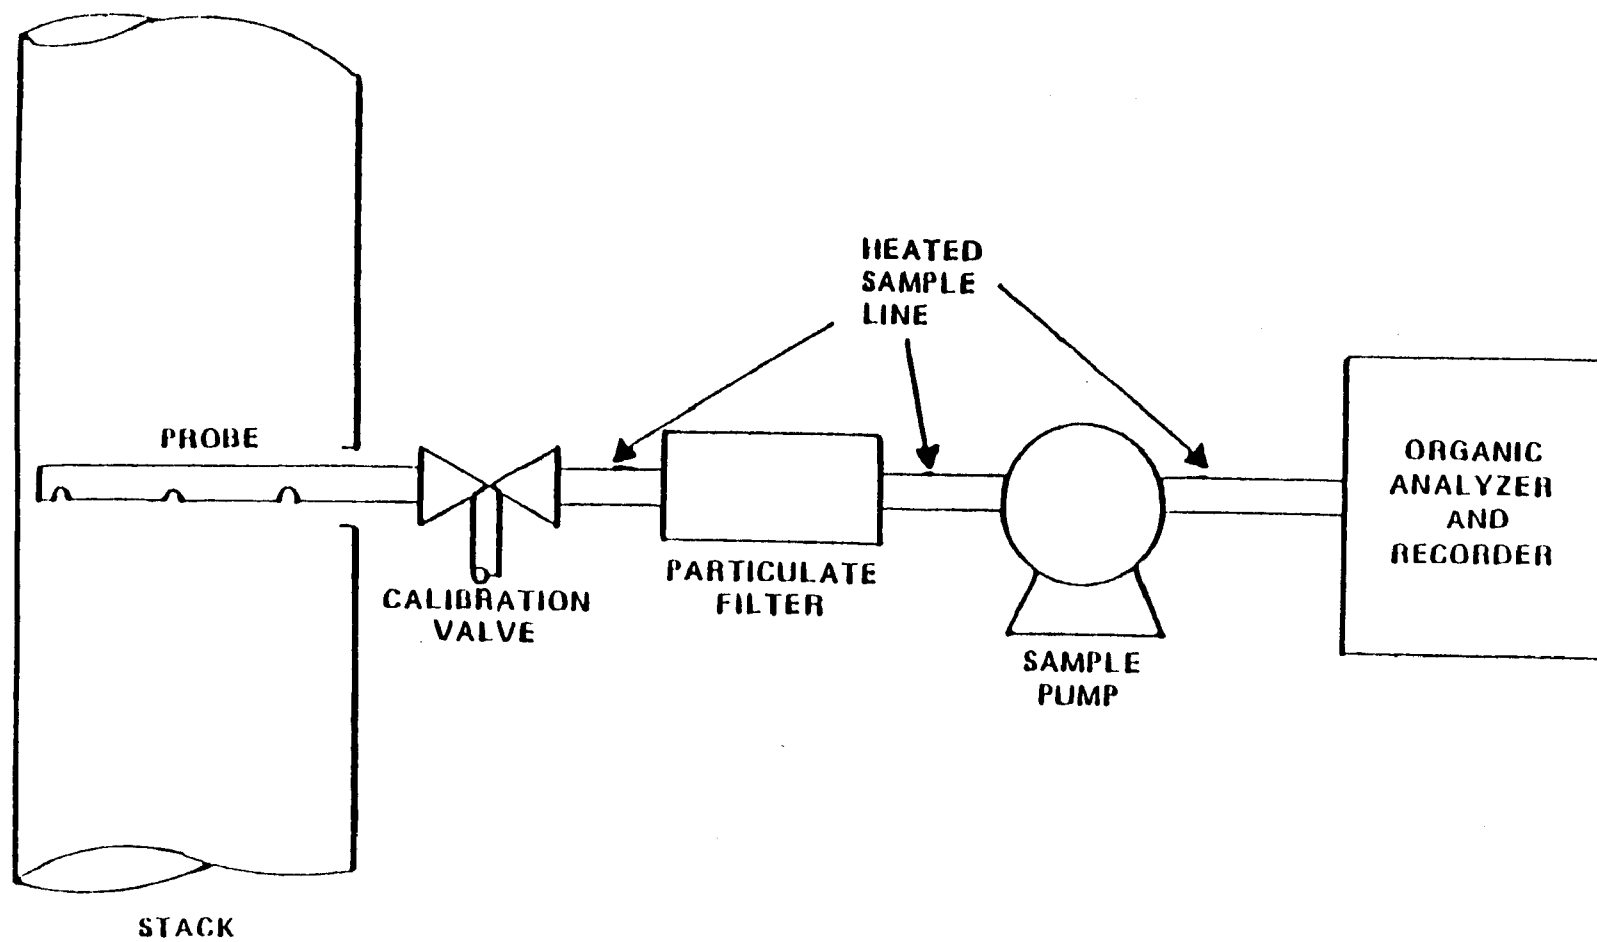 HEATED
SAMPLE
LINE
PROBE
ORGANIC
ANALYZER
AND
RECORDER
CALIBRATION
VALVE
PARTICULATE
FILTER
SAMPLE
PUMP
STACK